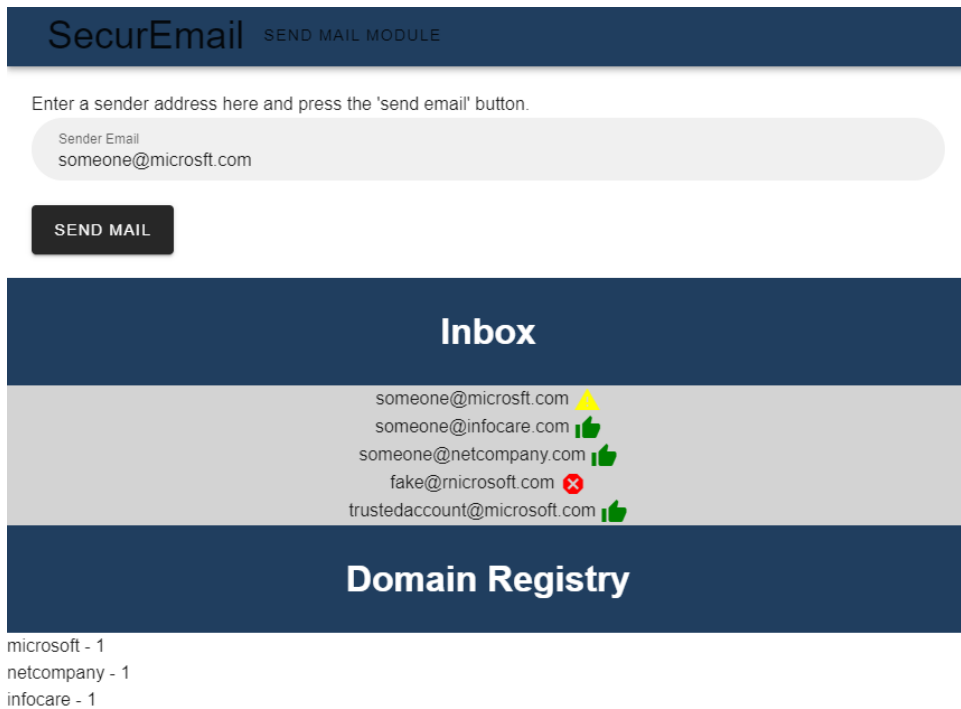 SecurEmail SEND MAIL MODULE
Enter a sender address here and press the 'send email' button.
Sender Email
someone@microsft.com
SEND MAIL
Inbox
someone@microsft.com
someone@infocare.com
someone@netcompany.com
fake@rnicrosoft.com
trustedaccount@microsoft.com
Domain Registry
microsoft - 1
netcompany - 1
infocare - 1